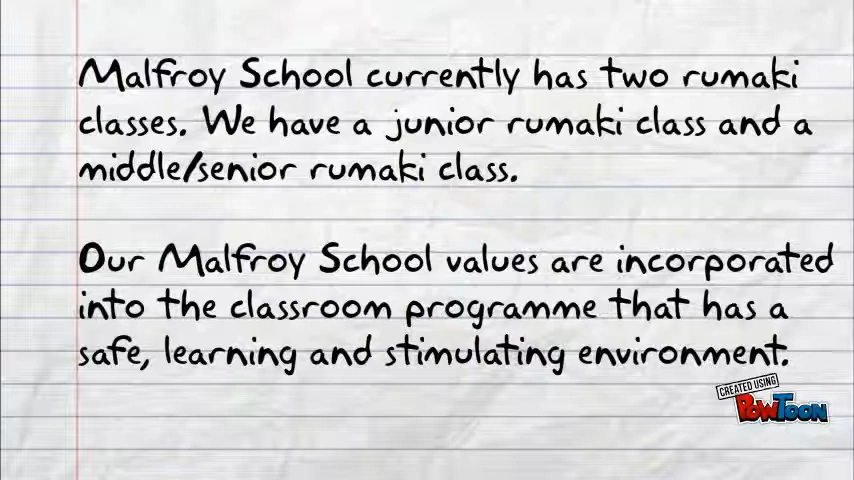 Malfroy School currently has two rumaki
classes. We have a junior rumaki class and a
middle/senior rumaki class.
Our Malfroy School values are incorporated
into the classroom programme that has a
safe, learning and stimulating environment.
CREATED USING
POWTOON